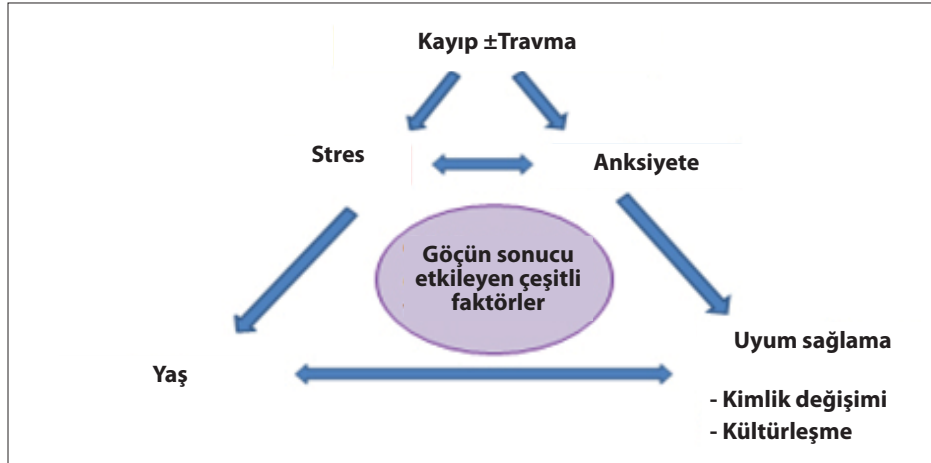 Kayıp ±Travma
Stres
Anksiyete
Göçün sonucu
etkileyen çeşitli
faktörler
Yaş
Uyum sağlama
- Kimlik değişimi
- Kültürleşme